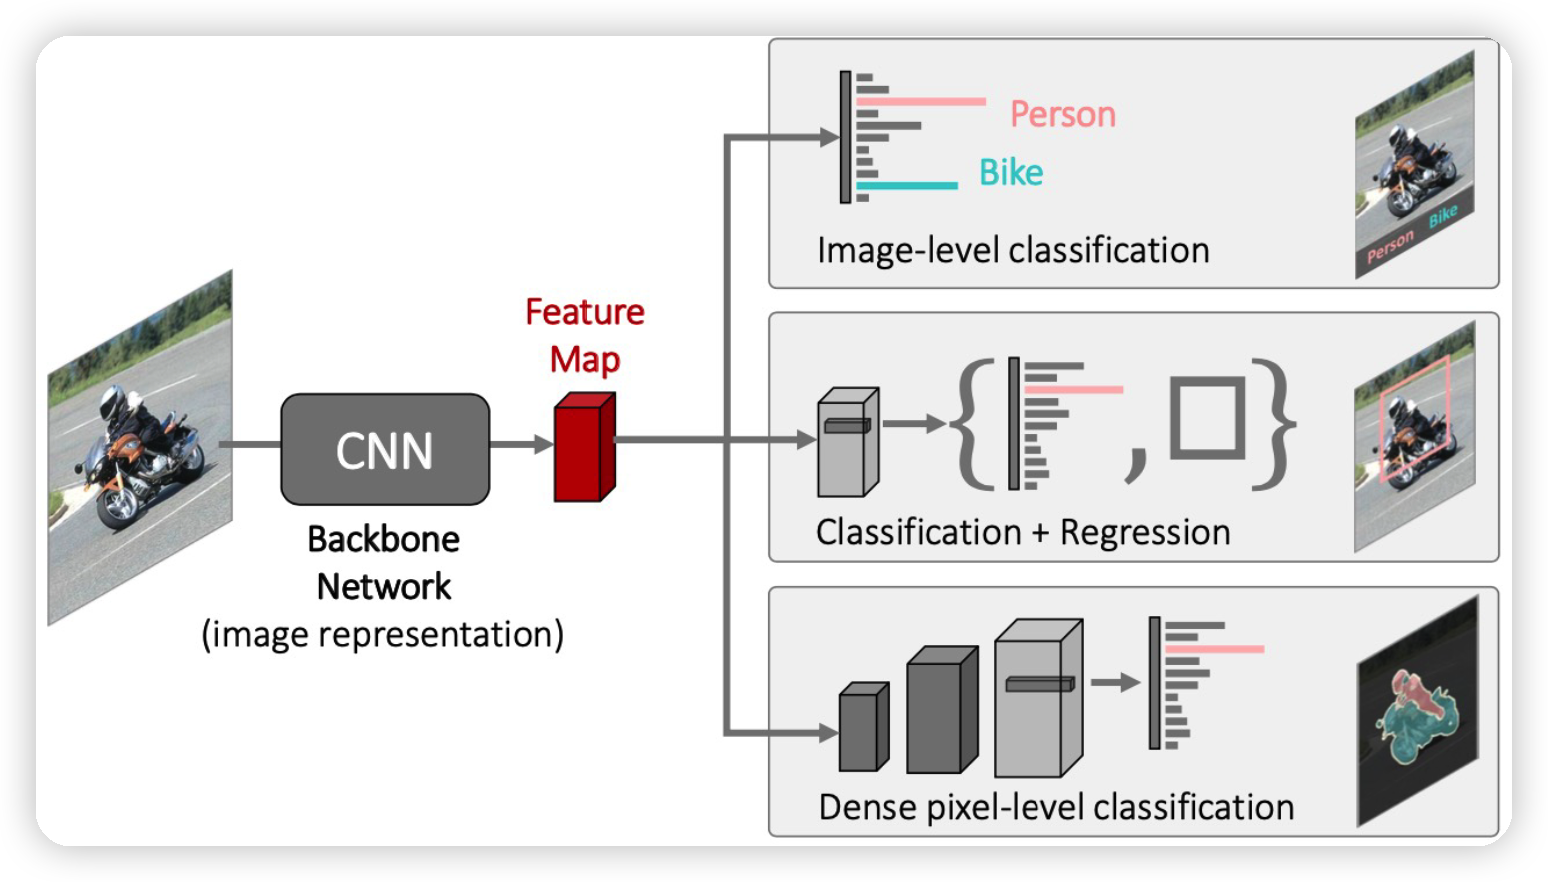 Person
Bike
Image-level classification
Person Bike
Feature
Map
CNN
Backbone
Network
(image representation)
{ , }
Classification + Regression
Dense pixel-level classification